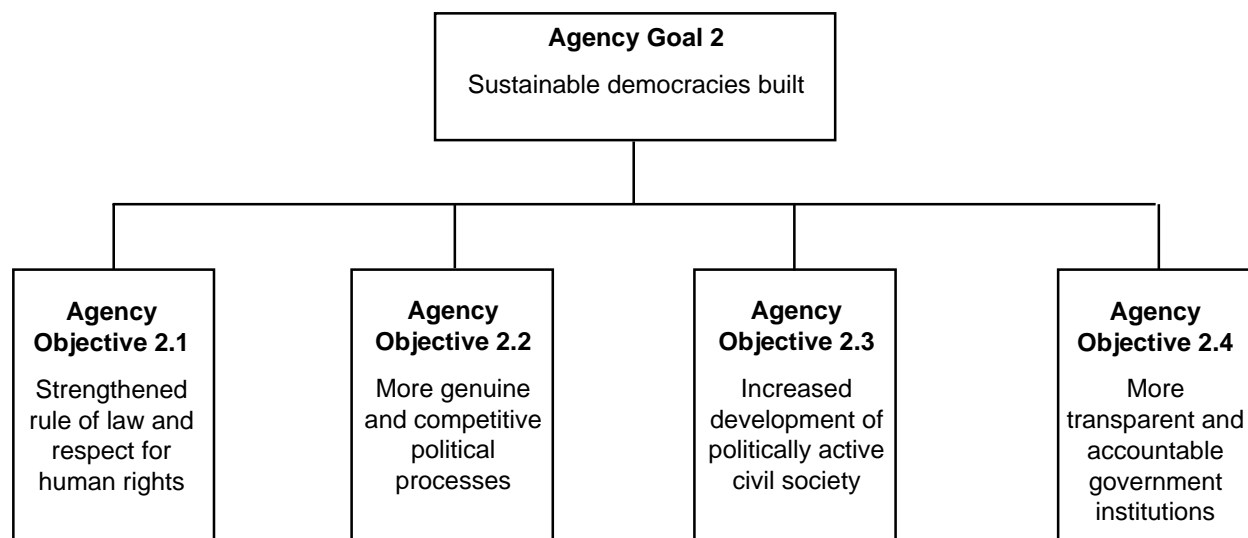 Agency Goal 2
Sustainable democracies built
Agency
Objective 2.1
Strengthened
rule of law and
respect for
human rights
Agency
Objective 2.2
More genuine
and competitive
political
processes
Agency
Objective 2.3
Increased
development of
politically active
civil society
Agency
Objective 2.4
More
transparent and
accountable
government
institutions